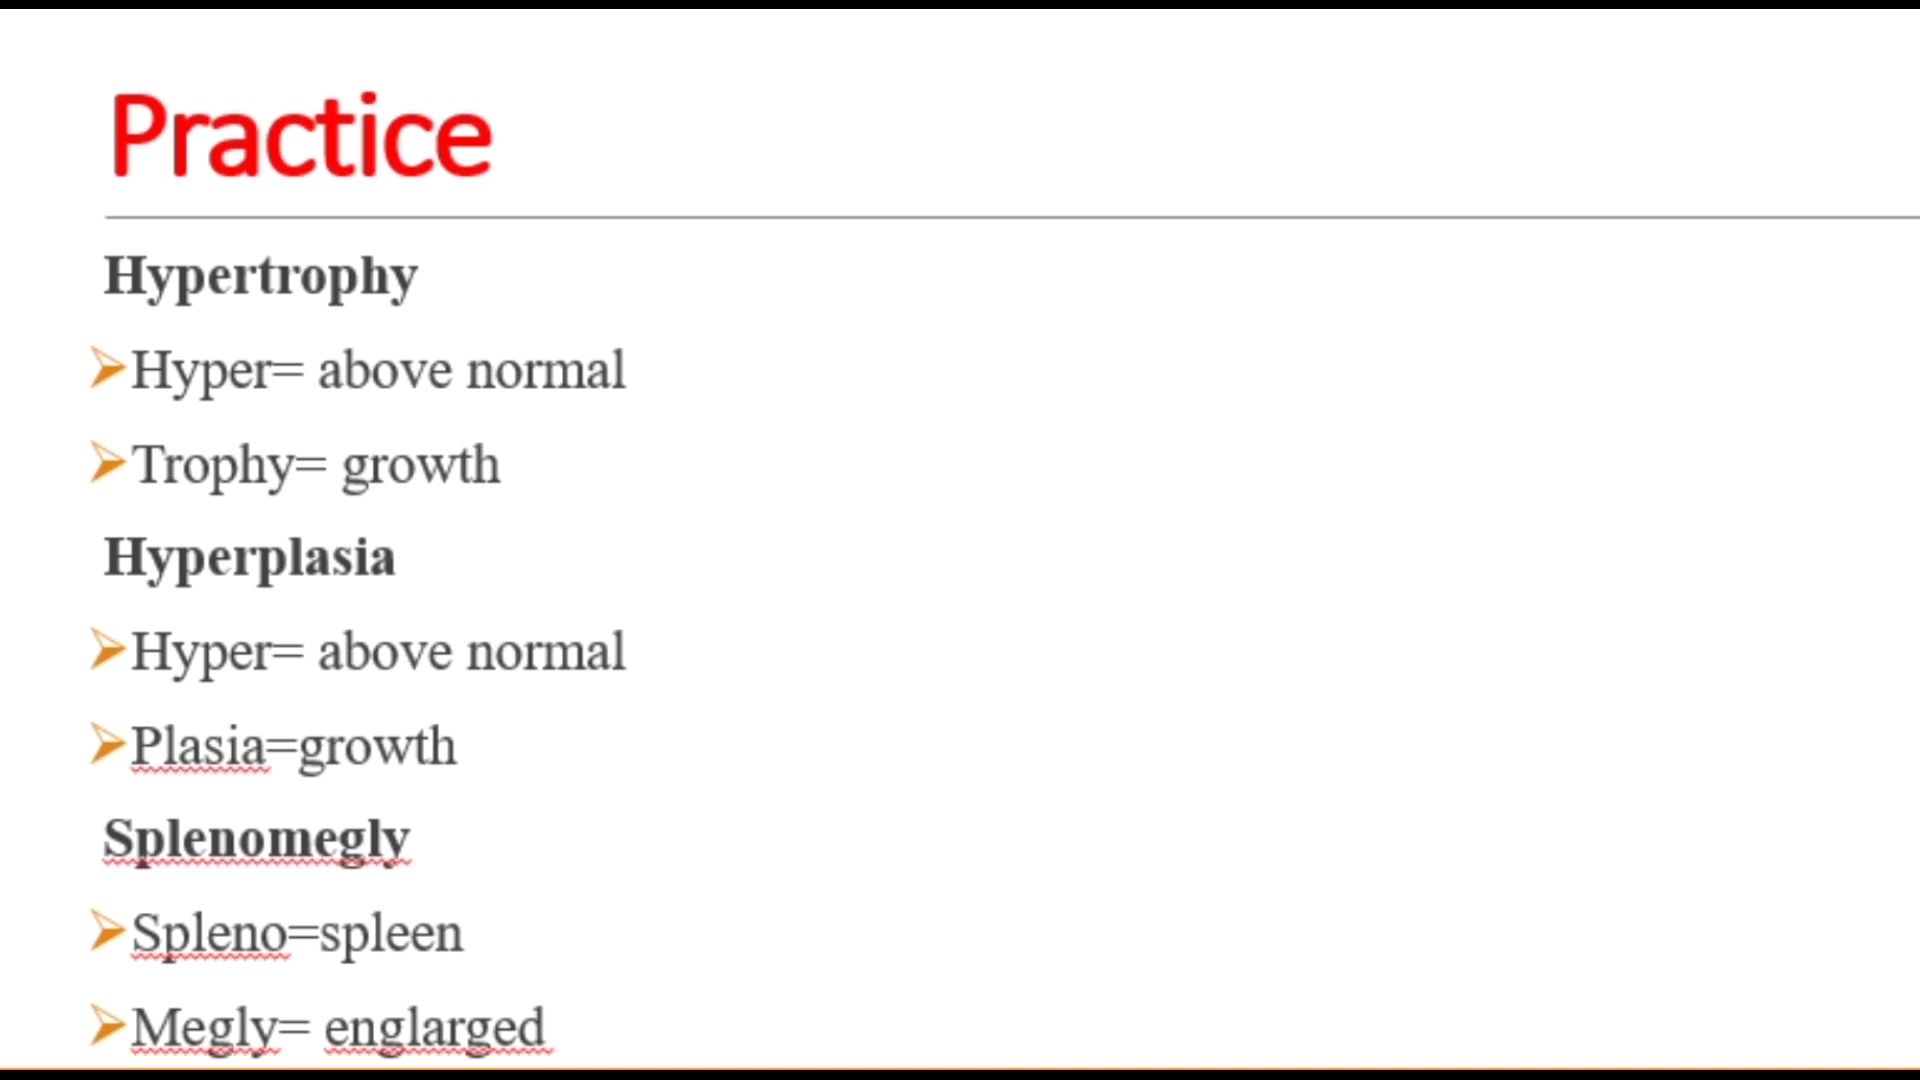 Practice
Hypertrophy
Hyper= above normal
Trophy= growth
Hyperplasia
Hyper= above normal
Plasia=growth
Splenomegly
Spleno=spleen
Megly= englarged